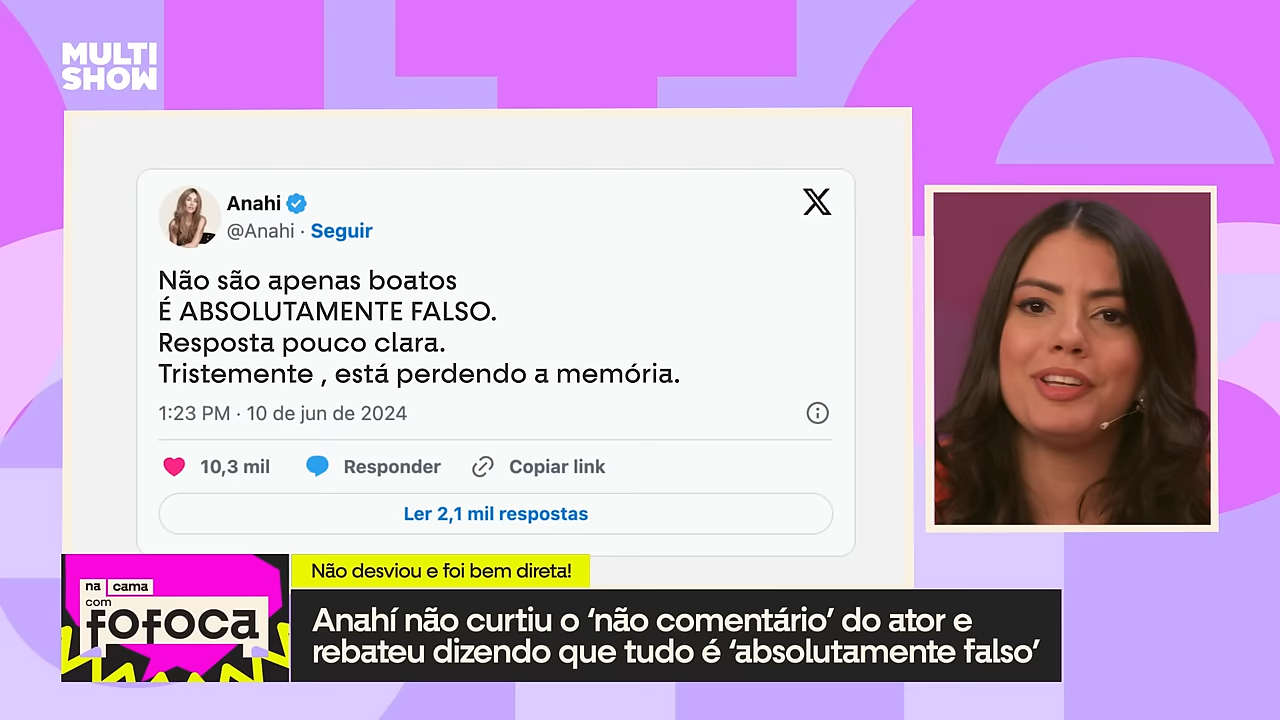 MULTI
SHOW
Anahi
@Anahi · Seguir
Não são apenas boatos
É ABSOLUTAMENTE FALSO.
Resposta pouco clara.
Tristemente , está perdendo a memória.
1:23 PM · 10 de jun de 2024
10,3 mil Responder Copiar link
Ler 2,1 mil respostas
na cama
com
fofoca
Não desviou e foi bem direta!
Anahí não curtiu o ‘não comentário’ do ator e
rebateu dizendo que tudo é ‘absolutamente falso’